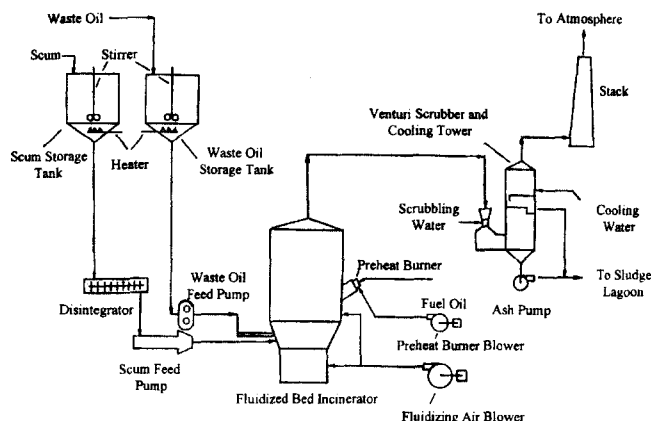 Waste Oil
Scum
Stirrer
To Atmosphere
Stack
Venturi Scrubber and
Cooling Tower
Scum Storage
Tank
Heater
Waste Oil
Storage Tank
Scrubbling
Water
Cooling
Water
Waste Oil
Feed Pump
Preheat Burner
To Sludge
Lagoon
Disintegrator
Fuel Oil
Ash Pump
Preheat Burner Blower
Scum Feed
Pump
Fluidized Bed Incinerator
Fluidizing Air Blower